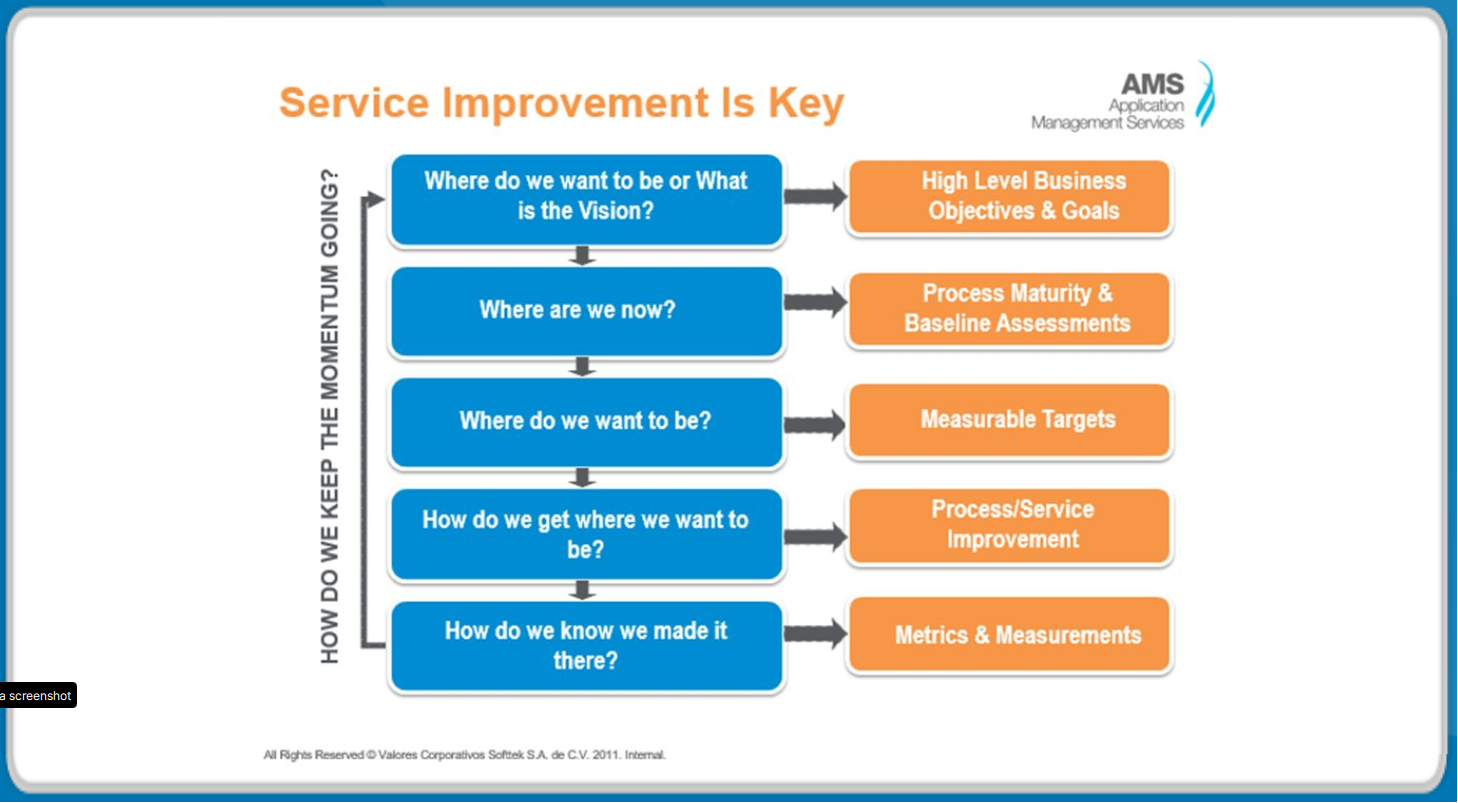 Service Improvement Is Key
AMS
Application
Management Services
HOW DO WE KEEP THE MOMENTUM GOING?
Where do we want to be or What
is the Vision?
High Level Business
Objectives & Goals
Where are we now?
Process Maturity &
Baseline Assessments
Where do we want to be?
Measurable Targets
How do we get where we want to
be?
Process/Service
Improvement
How do we know we made it
there?
Metrics & Measurements
a screenshot
All Rights Reserved © Valores Corporativos Softtek S.A. de C.V. 2011. Internal.